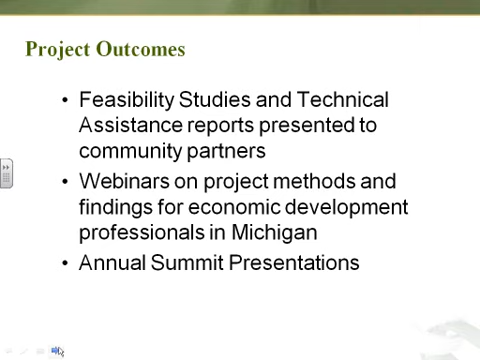 Project Outcomes
• Feasibility Studies and Technical
Assistance reports presented to
community partners
• Webinars on project methods and
findings for economic development
professionals in Michigan
• Annual Summit Presentations